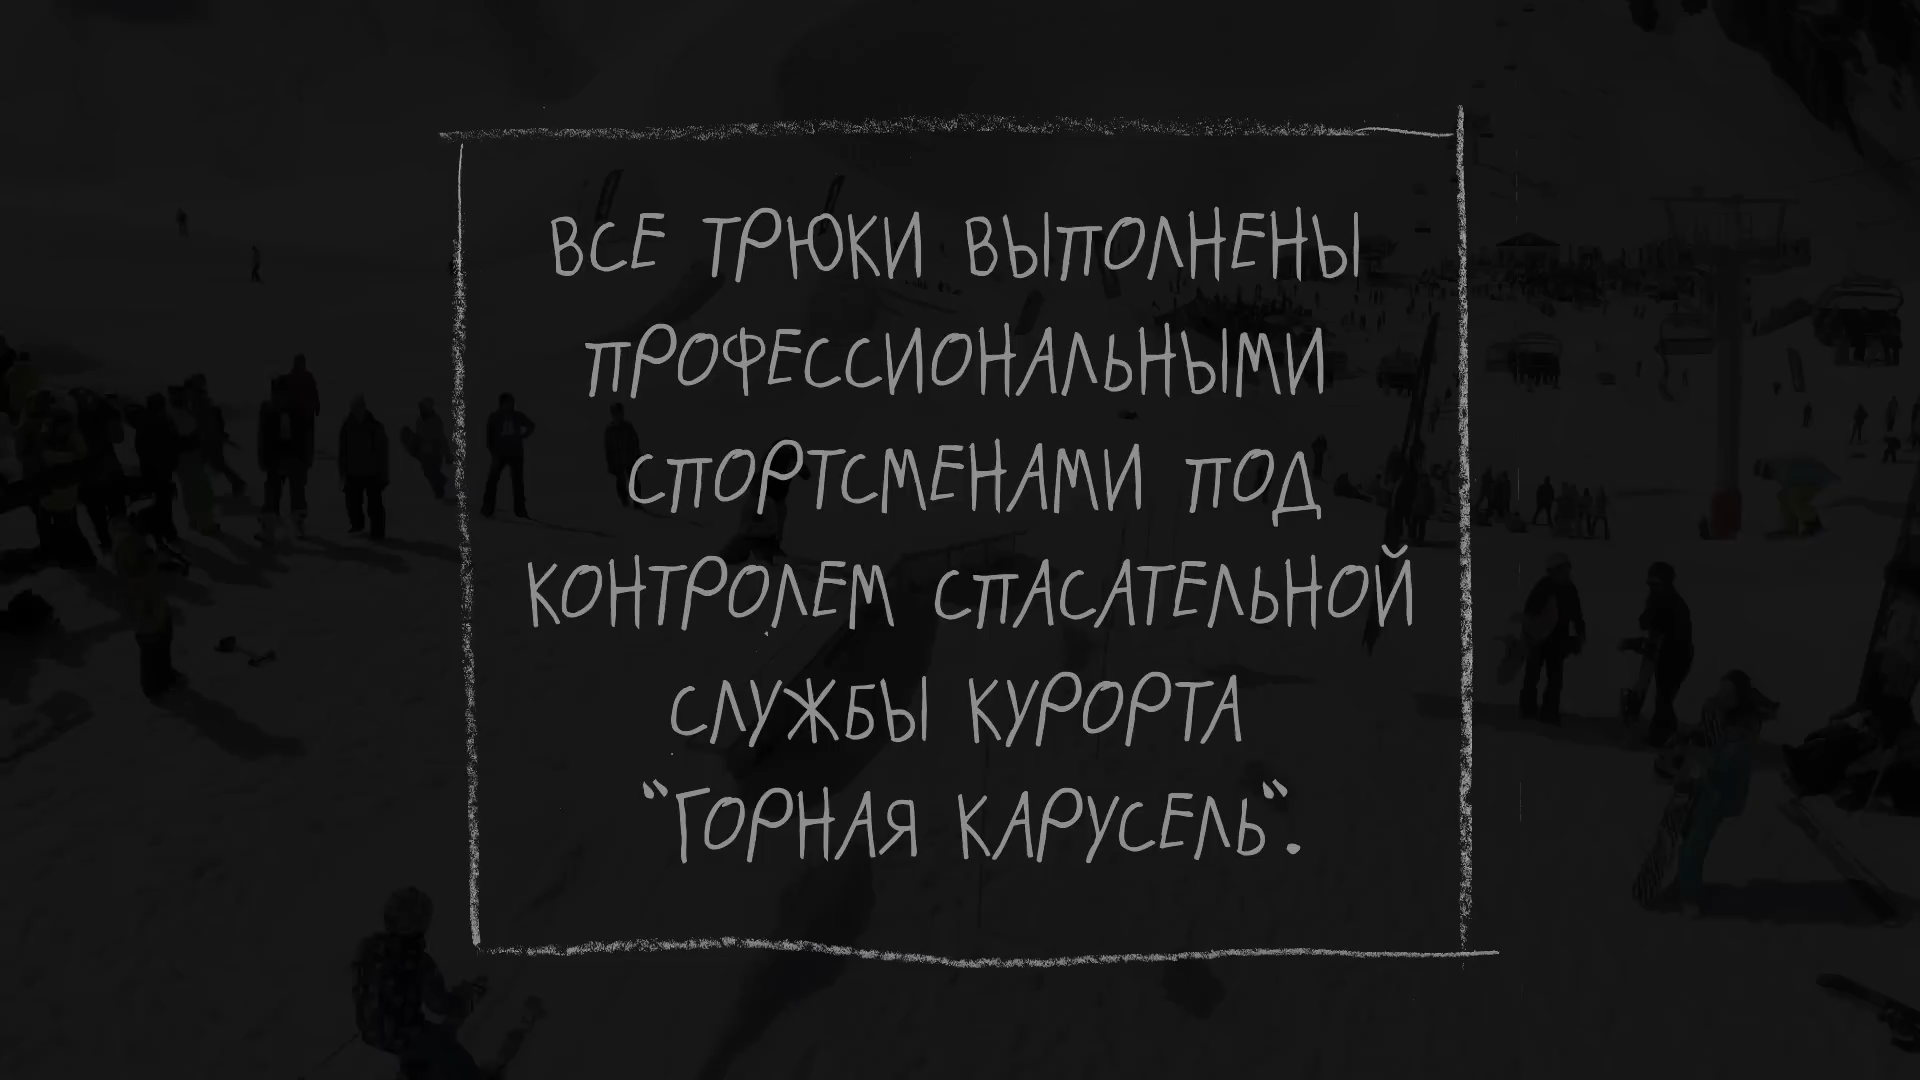 ВСЕ ТРЮКИ ВЫПОЛНЕНЫ
ПРОФЕССИОНАЛЬНЫМИ
СПОРТСМЕНАМИ ПОД
КОНТРОЛЕМ СПАСАТЕЛЬНОЙ
СЛУЖБЫ КУРОРТА
“ГОРНАЯ КАРУСЕЛЬ“.